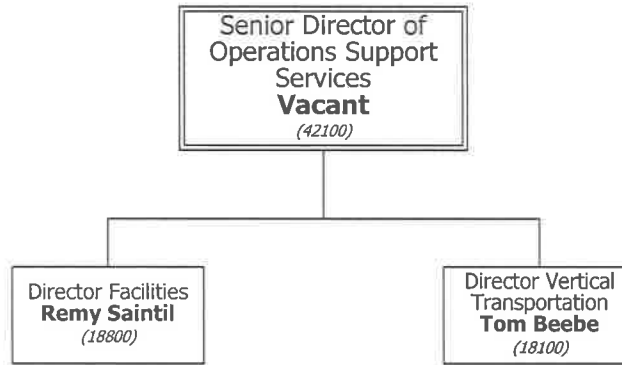 Senior Director of
Operations Support
Services
Vacant
(42100)
Director Facilities
Remy Saintil
(18800)
Director Vertical
Transportation
Tom Beebe
(18100)